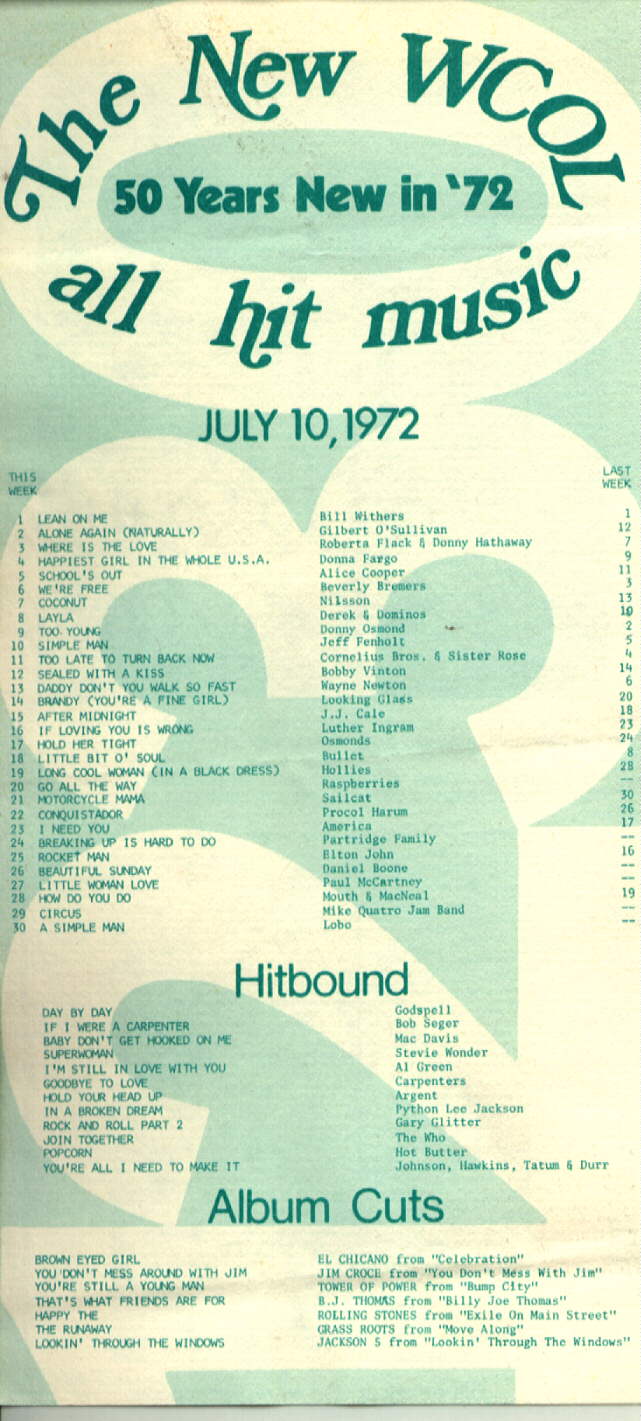 The New WCOL
50 Years New in '72
all hit music
JULY 10, 1972
THIS WEEK LAST WEEK
1 LEAN ON ME Bill Withers 1
2 ALONE AGAIN (NATURALLY) Gilbert O'Sullivan 12
3 WHERE IS THE LOVE Roberta Flack & Donny Hathaway 7
4 HAPPIEST GIRL IN THE WHOLE U.S.A. Donna Fargo 9
5 SCHOOL'S OUT Alice Cooper 11
6 WE'RE FREE Beverly Bremers 3
7 COCONUT Nilsson 13
8 LAYLA Derek & Dominos 10
9 TOO YOUNG Donny Osmond 2
10 SIMPLE MAN Jeff Fenholt 5
11 TOO LATE TO TURN BACK NOW Cornelius Bros. & Sister Rose 4
12 SEALED WITH A KISS Bobby Vinton 14
13 DADDY DON'T YOU WALK SO FAST Wayne Newton 6
14 BRANDY (YOU'RE A FINE GIRL) Looking Glass 20
15 AFTER MIDNIGHT J.J. Cale 18
16 IF LOVING YOU IS WRONG Luther Ingram 23
17 HOLD HER TIGHT Osmonds 24
18 LITTLE BIT O' SOUL Bullet 8
19 LONG COOL WOMAN (IN A BLACK DRESS) Hollies 28
20 GO ALL THE WAY Raspberries --
21 MOTORCYCLE MAMA Sailcat 30
22 CONQUISTADOR Procol Harum 26
23 I NEED YOU America 17
24 BREAKING UP IS HARD TO DO Partridge Family --
25 ROCKET MAN Elton John 16
26 BEAUTIFUL SUNDAY Daniel Boone --
27 LITTLE WOMAN LOVE Paul McCartney --
28 HOW DO YOU DO Mouth & MacNeal 19
29 CIRCUS Mike Quatro Jam Band --
30 A SIMPLE MAN Lobo --
Hitbound
DAY BY DAY Godspell
IF I WERE A CARPENTER Bob Seger
BABY DON'T GET HOOKED ON ME Mac Davis
SUPERWOMAN Stevie Wonder
I'M STILL IN LOVE WITH YOU Al Green
GOODBYE TO LOVE Carpenters
HOLD YOUR HEAD UP Argent
IN A BROKEN DREAM Python Lee Jackson
ROCK AND ROLL PART 2 Gary Glitter
JOIN TOGETHER The Who
POPCORN Hot Butter
YOU'RE ALL I NEED TO MAKE IT Johnson, Hawkins, Tatum & Durr
Album Cuts
BROWN EYED GIRL EL CHICANO from "Celebration"
YOU DON'T MESS AROUND WITH JIM JIM CROCE from "You Don't Mess With Jim"
YOU'RE STILL A YOUNG MAN TOWER OF POWER from "Bump City"
THAT'S WHAT FRIENDS ARE FOR B.J. THOMAS from "Billy Joe Thomas"
HAPPY THE ROLLING STONES from "Exile On Main Street"
THE RUNAWAY GRASS ROOTS from "Move Along"
LOOKIN' THROUGH THE WINDOWS JACKSON 5 from "Lookin' Through The Windows"